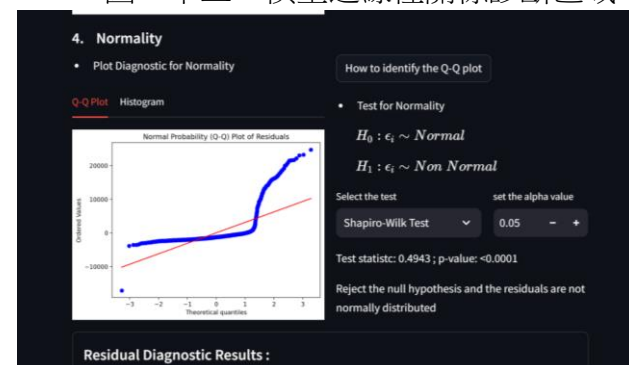 4. Normality
• Plot Diagnostic for Normality
Q-Q Plot Histogram
Normal Probability (Q-Q) Plot of Residuals
Ordered Values
20000
10000
0
−10000
−3 −2 −1 0 1 2 3
Theoretical quantiles
How to identify the Q-Q plot
• Test for Normality
H₀ : ϵᵢ ∼ Normal
H₁ : ϵᵢ ∼ Non Normal
Select the test set the alpha value
Shapiro-Wilk Test 0.05 − +
Test statistc: 0.4943 ; p-value: <0.0001
Reject the null hypothesis and the residuals are not
normally distributed
Residual Diagnostic Results :